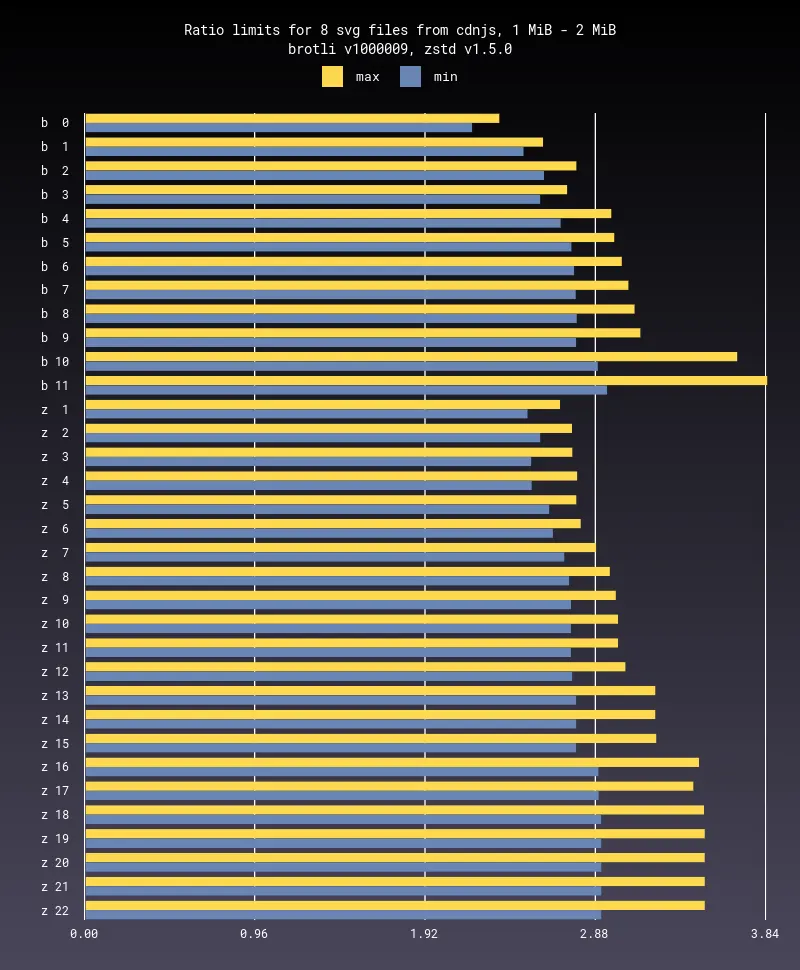 Ratio limits for 8 svg files from cdnjs, 1 MiB - 2 MiB
brotli v1000009, zstd v1.5.0
max min
b 0
b 1
b 2
b 3
b 4
b 5
b 6
b 7
b 8
b 9
b 10
b 11
z 1
z 2
z 3
z 4
z 5
z 6
z 7
z 8
z 9
z 10
z 11
z 12
z 13
z 14
z 15
z 16
z 17
z 18
z 19
z 20
z 21
z 22
0.00 0.96 1.92 2.88 3.84